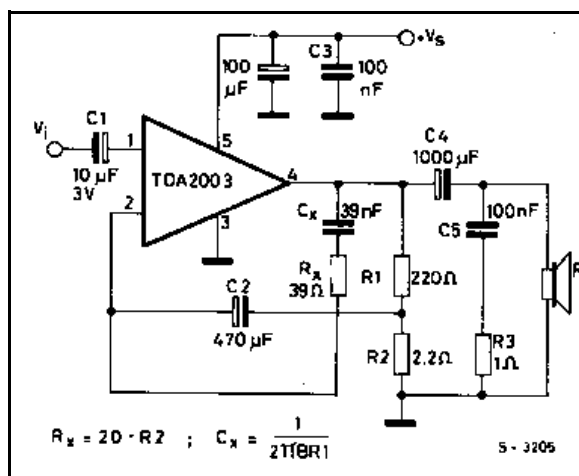 +Vs
100 μF
C3
100 nF
C1
Vi
10 μF
3V
1
5
TDA2003
2
4
3
C4
1000 μF
Cx
39nF
100nF
C5
Rx
39Ω
R1
220Ω
R
C2
470 μF
R2
2.2Ω
R3
1Ω
Rx = 20 · R2 ; Cx = 1 / 2πBR1
S - 3205